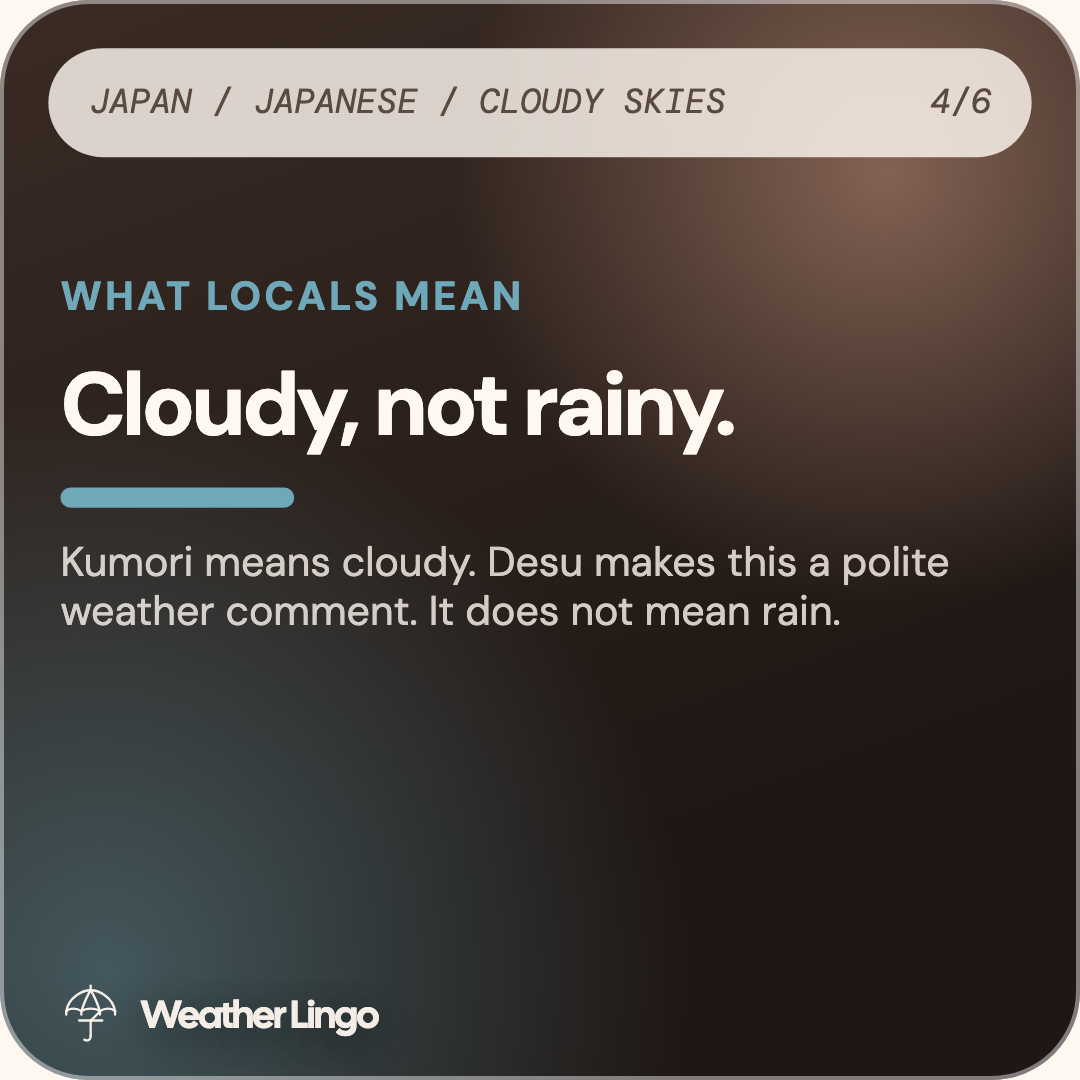 JAPAN / JAPANESE / CLOUDY SKIES 4/6
WHAT LOCALS MEAN
Cloudy, not rainy.
Kumori means cloudy. Desu makes this a polite
weather comment. It does not mean rain.
Weather Lingo